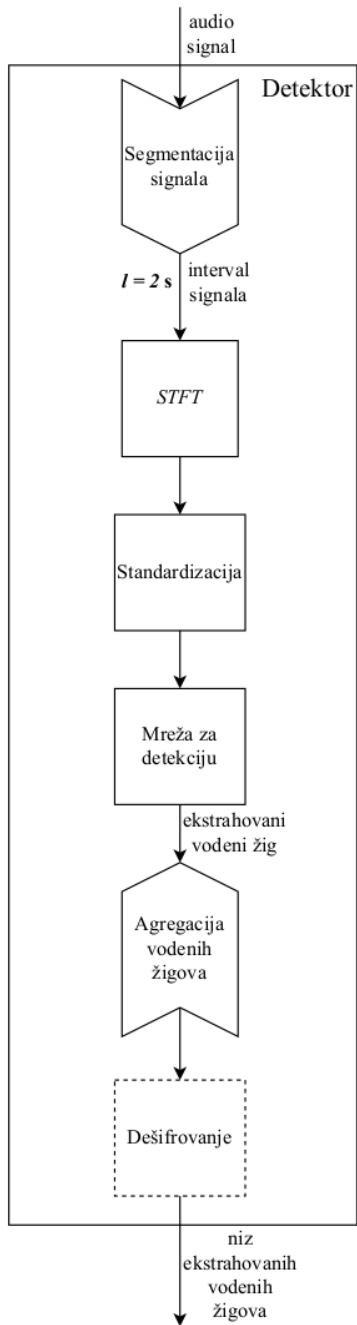 audio
signal
Detektor
Segmentacija
signala
l = 2 s
interval
signala
STFT
Standardizacija
Mreža za
detekciju
ekstrahovani
vodeni žig
Agregacija
vodenih
žigova
Dešifrovanje
niz
ekstrahovanih
vodenih
žigova